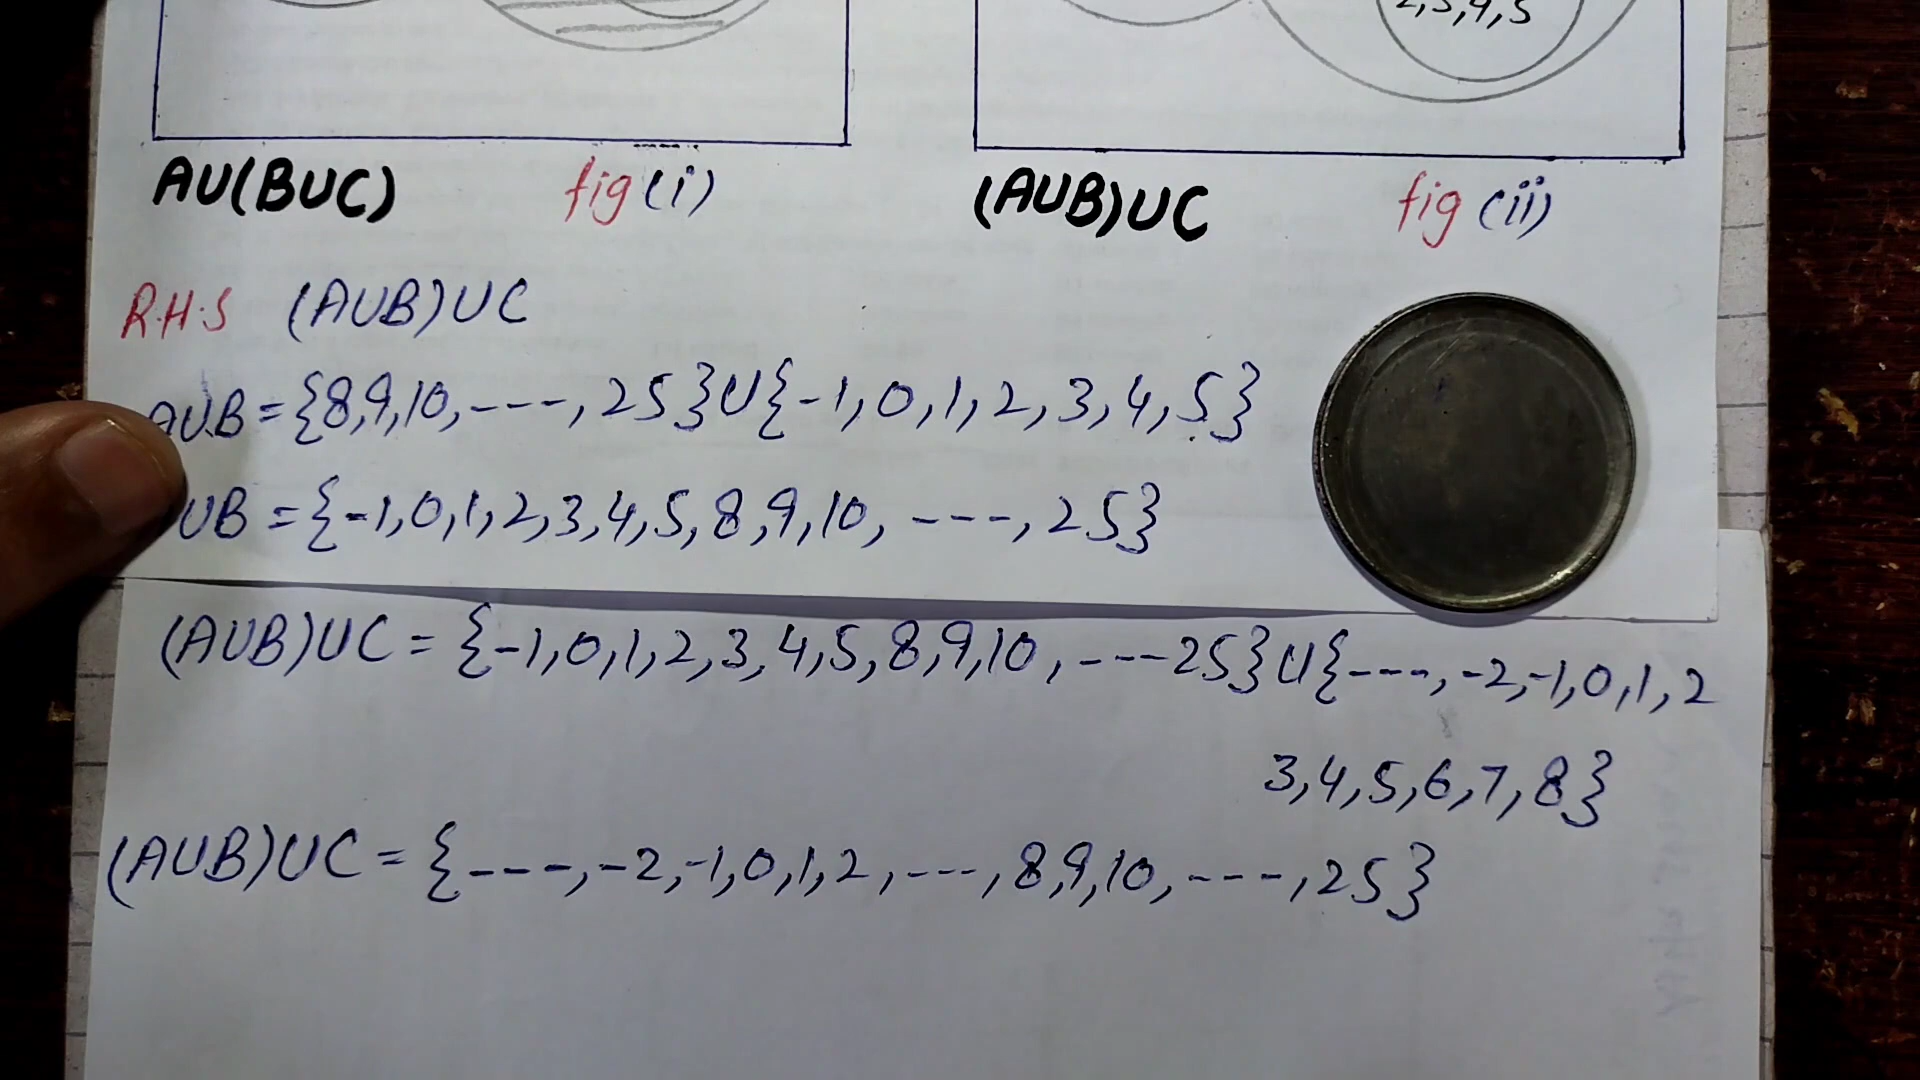 2,3,4,5
AU(BUC) fig (i) (AUB)UC fig (ii)
R.H.S (AUB)UC
AUB = {8,9,10,----,25}U{-1,0,1,2,3,4,5}
UB = {-1,0,1,2,3,4,5,8,9,10, ----,25}
(AUB)UC = {-1,0,1,2,3,4,5,8,9,10,---25}U{----,-2,-1,0,1,2
3,4,5,6,7,8}
(AUB)UC = {----,-2,-1,0,1,2,---,8,9,10,----,25}